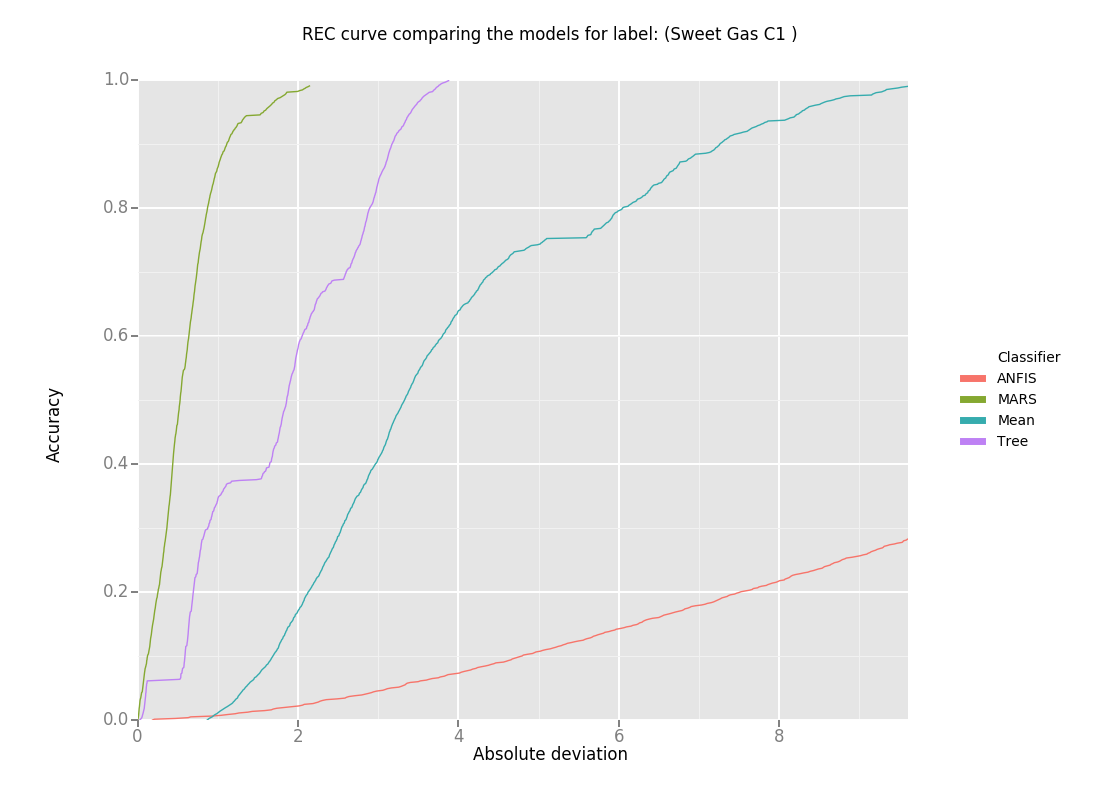 REC curve comparing the models for label: (Sweet Gas C1 )
1.0
0.8
0.6
0.4
0.2
0.0
Accuracy
0 2 4 6 8
Absolute deviation
Classifier
ANFIS
MARS
Mean
Tree